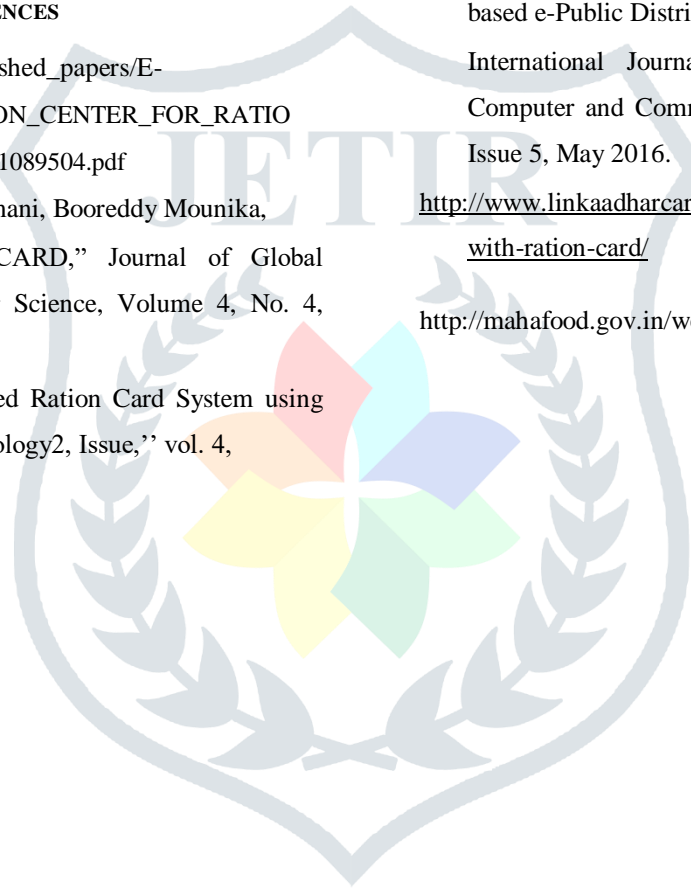 ENCES
shed_papers/E-
ON_CENTER_FOR_RATIO
1089504.pdf
nani, Booreddy Mounika,
CARD,” Journal of Global
Science, Volume 4, No. 4,
ed Ration Card System using
ology2, Issue,’’ vol. 4,
based e-Public Distri
International Journa
Computer and Comm
Issue 5, May 2016.
http://www.linkaadharcar
with-ration-card/
http://mahafood.gov.in/w
JETIR